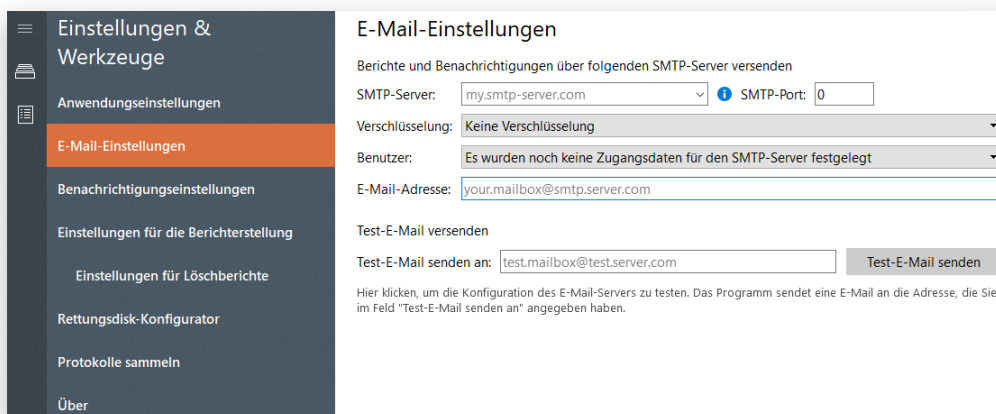 Einstellungen &
Werkzeuge
Anwendungseinstellungen
E-Mail-Einstellungen
Benachrichtigungseinstellungen
Einstellungen für die Berichterstellung
Einstellungen für Löschberichte
Rettungsdisk-Konfigurator
Protokolle sammeln
Über
E-Mail-Einstellungen
Berichte und Benachrichtigungen über folgenden SMTP-Server versenden
SMTP-Server: my.smtp-server.com SMTP-Port: 0
Verschlüsselung: Keine Verschlüsselung
Benutzer: Es wurden noch keine Zugangsdaten für den SMTP-Server festgelegt
E-Mail-Adresse: your.mailbox@smtp.server.com
Test-E-Mail versenden
Test-E-Mail senden an: test.mailbox@test.server.com Test-E-Mail senden
Hier klicken, um die Konfiguration des E-Mail-Servers zu testen. Das Programm sendet eine E-Mail an die Adresse, die Sie
im Feld "Test-E-Mail senden an" angegeben haben.